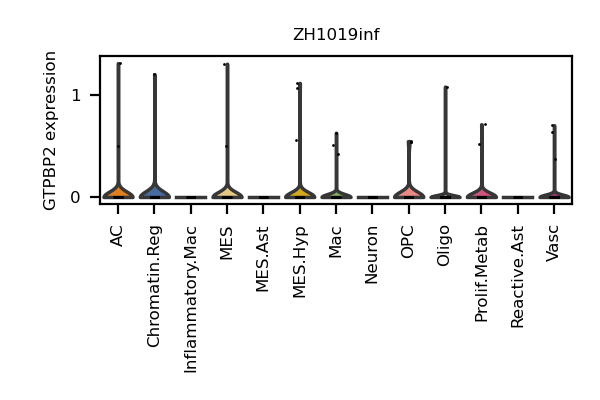 ZH1019inf
GTPBP2 expression
1
0
AC
Chromatin.Reg
Inflammatory.Mac
MES
MES.Ast
MES.Hyp
Mac
Neuron
OPC
Oligo
Prolif.Metab
Reactive.Ast
Vasc